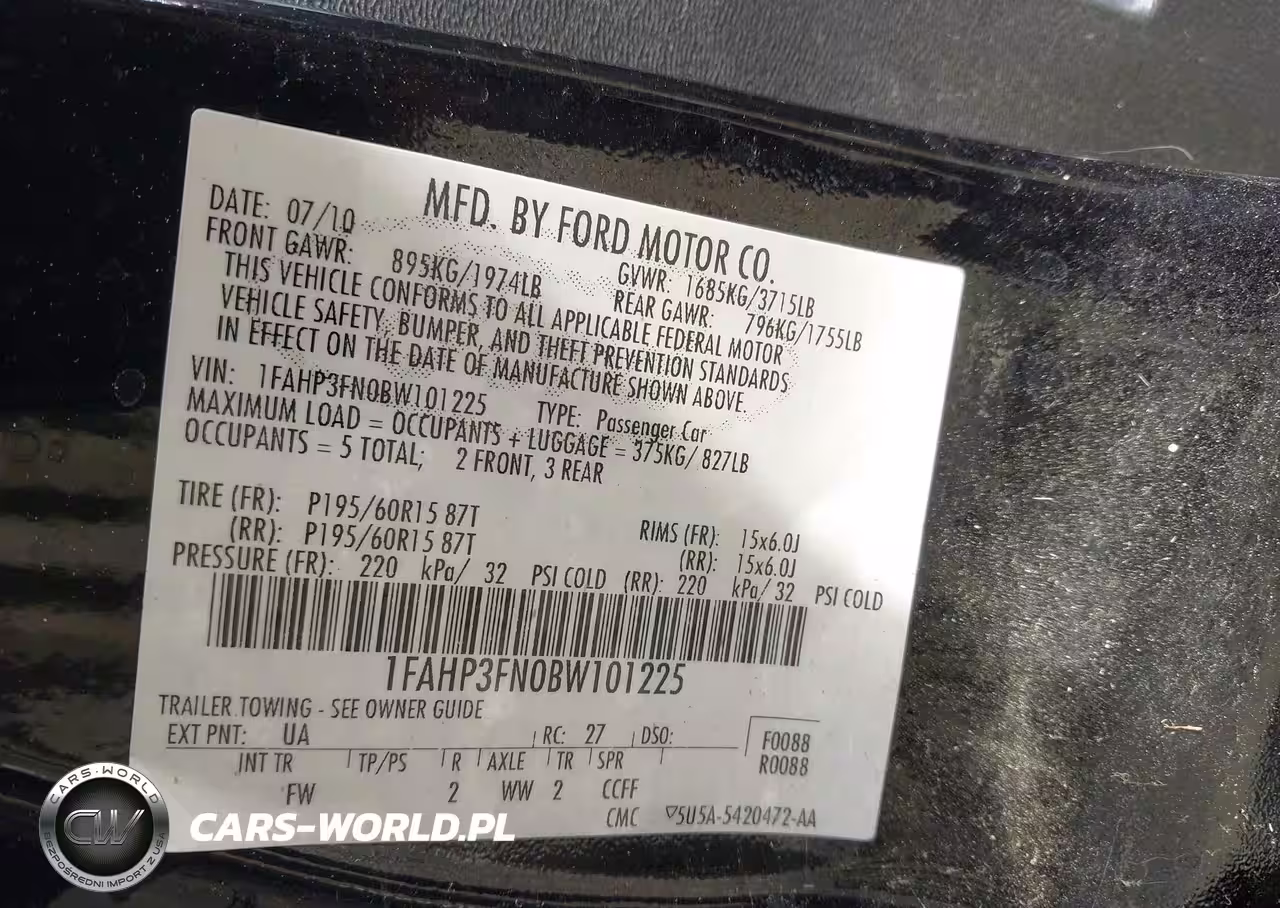 MFD. BY FORD MOTOR CO.
DATE: 07/10 GVWR: 1685KG/3715LB
FRONT GAWR: 895KG/1974LB REAR GAWR: 796KG/1755LB
THIS VEHICLE CONFORMS TO ALL APPLICABLE FEDERAL MOTOR
VEHICLE SAFETY, BUMPER, AND THEFT PREVENTION STANDARDS
IN EFFECT ON THE DATE OF MANUFACTURE SHOWN ABOVE.
VIN: 1FAHP3FN0BW101225 TYPE: Passenger Car
MAXIMUM LOAD = OCCUPANTS + LUGGAGE = 375KG/ 827LB
OCCUPANTS = 5 TOTAL; 2 FRONT, 3 REAR
TIRE (FR): P195/60R15 87T RIMS (FR): 15x6.0J
(RR): P195/60R15 87T (RR): 15x6.0J
PRESSURE (FR): 220 kPa/ 32 PSI COLD (RR): 220 kPa/ 32 PSI COLD
1FAHP3FN0BW101225
TRAILER TOWING - SEE OWNER GUIDE
EXT PNT: UA RC: 27 DSO: F0088
R0088
INT TR TP/PS R AXLE TR SPR
FW 2 WW 2 CCFF
CMC ▽5U5A-5420472-AA
CARS-WORLD
CW
BEZPOŚREDNI IMPORT Z USA
CARS-WORLD.PL